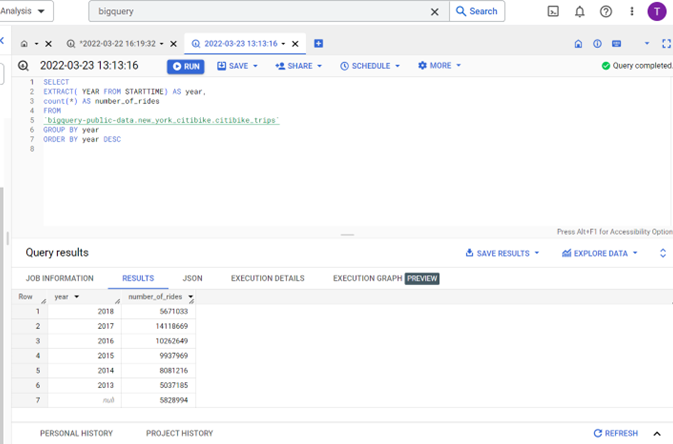 Analysis
bigquery
Search
T
*2022-03-22 16:19:32
2022-03-23 13:13:16
2022-03-23 13:13:16
RUN
SAVE
SHARE
SCHEDULE
MORE
Query completed.
1 SELECT
2 EXTRACT( YEAR FROM STARTTIME) AS year,
3 count(*) AS number_of_rides
4 FROM
5 `bigquery-public-data.new_york_citibike.citibike_trips`
6 GROUP BY year
7 ORDER BY year DESC
8
Press Alt+F1 for Accessibility Option
Query results
SAVE RESULTS
EXPLORE DATA
JOB INFORMATION
RESULTS
JSON
EXECUTION DETAILS
EXECUTION GRAPH PREVIEW
Row year number_of_rides
1 2018 5671033
2 2017 14118669
3 2016 10262649
4 2015 9937969
5 2014 8081216
6 2013 5037185
7 null 5828994
PERSONAL HISTORY
PROJECT HISTORY
REFRESH